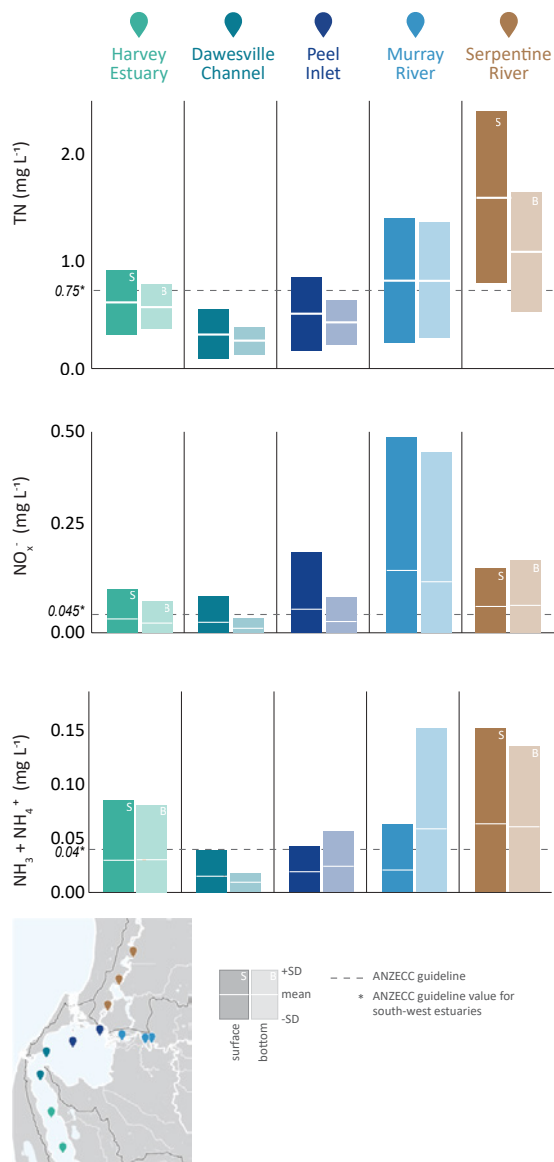 Harvey
Estuary
Dawesville
Channel
Peel
Inlet
Murray
River
Serpentine
River
TN (mg L⁻¹)
2.0
1.0
0.75*
0.0
S
B
S
B
NOₓ⁻ (mg L⁻¹)
0.50
0.25
0.045*
0.00
S
B
S
B
NH₃ + NH₄⁺ (mg L⁻¹)
0.15
0.10
0.05
0.04*
0.00
S
B
S
B
S
B
+SD
mean
-SD
surface
bottom
ANZECC guideline
* ANZECC guideline value for
south-west estuaries